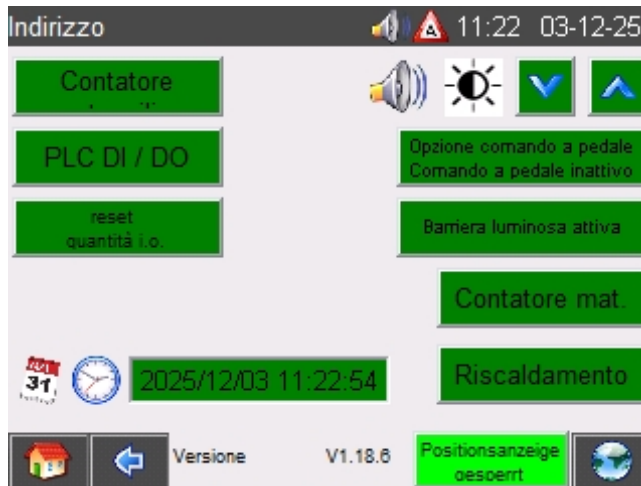 Indirizzo
A 11:22 03-12-25
Contatore
PLC DI / DO
Opzione comando a pedale
Comando a pedale inattivo
reset
quantità i.o.
Barriera luminosa attiva
Contatore mat.
31
2025/12/03 11:22:54
Riscaldamento
Versione V1.18.6
Positionsanzeige
gesperrt